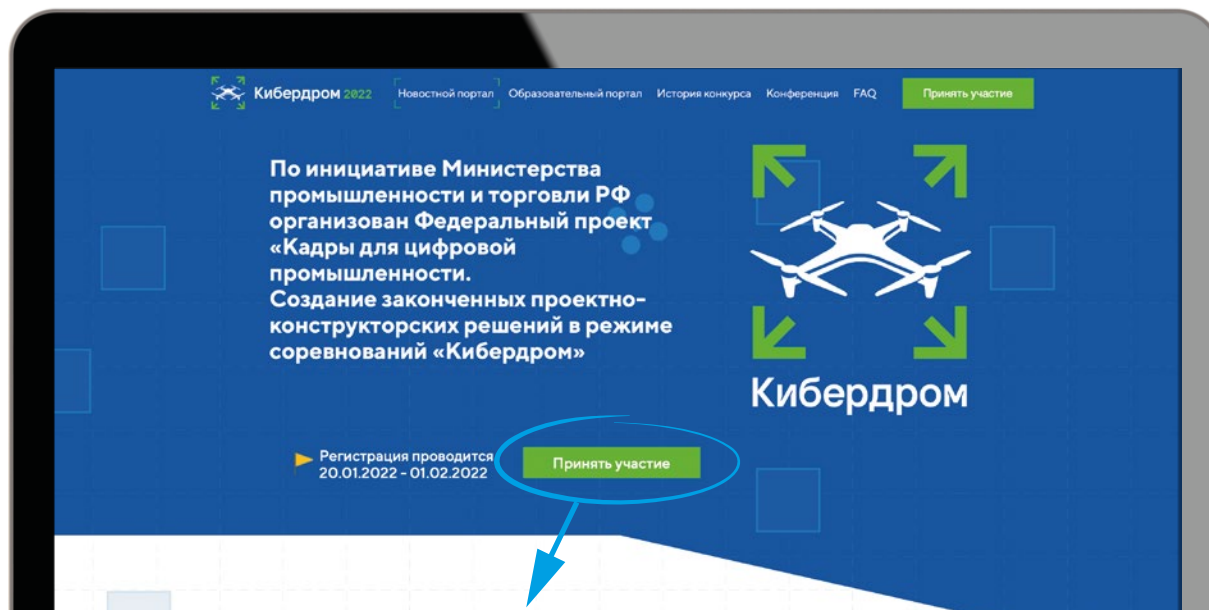 Кибердром 2022 Новостной портал Образовательный портал История конкурса Конференция FAQ Принять участие
По инициативе Министерства
промышленности и торговли РФ
организован Федеральный проект
«Кадры для цифровой
промышленности.
Создание законченных проектно-
конструкторских решений в режиме
соревнований «Кибердром»
Кибердром
Регистрация проводится
20.01.2022 - 01.02.2022
Принять участие